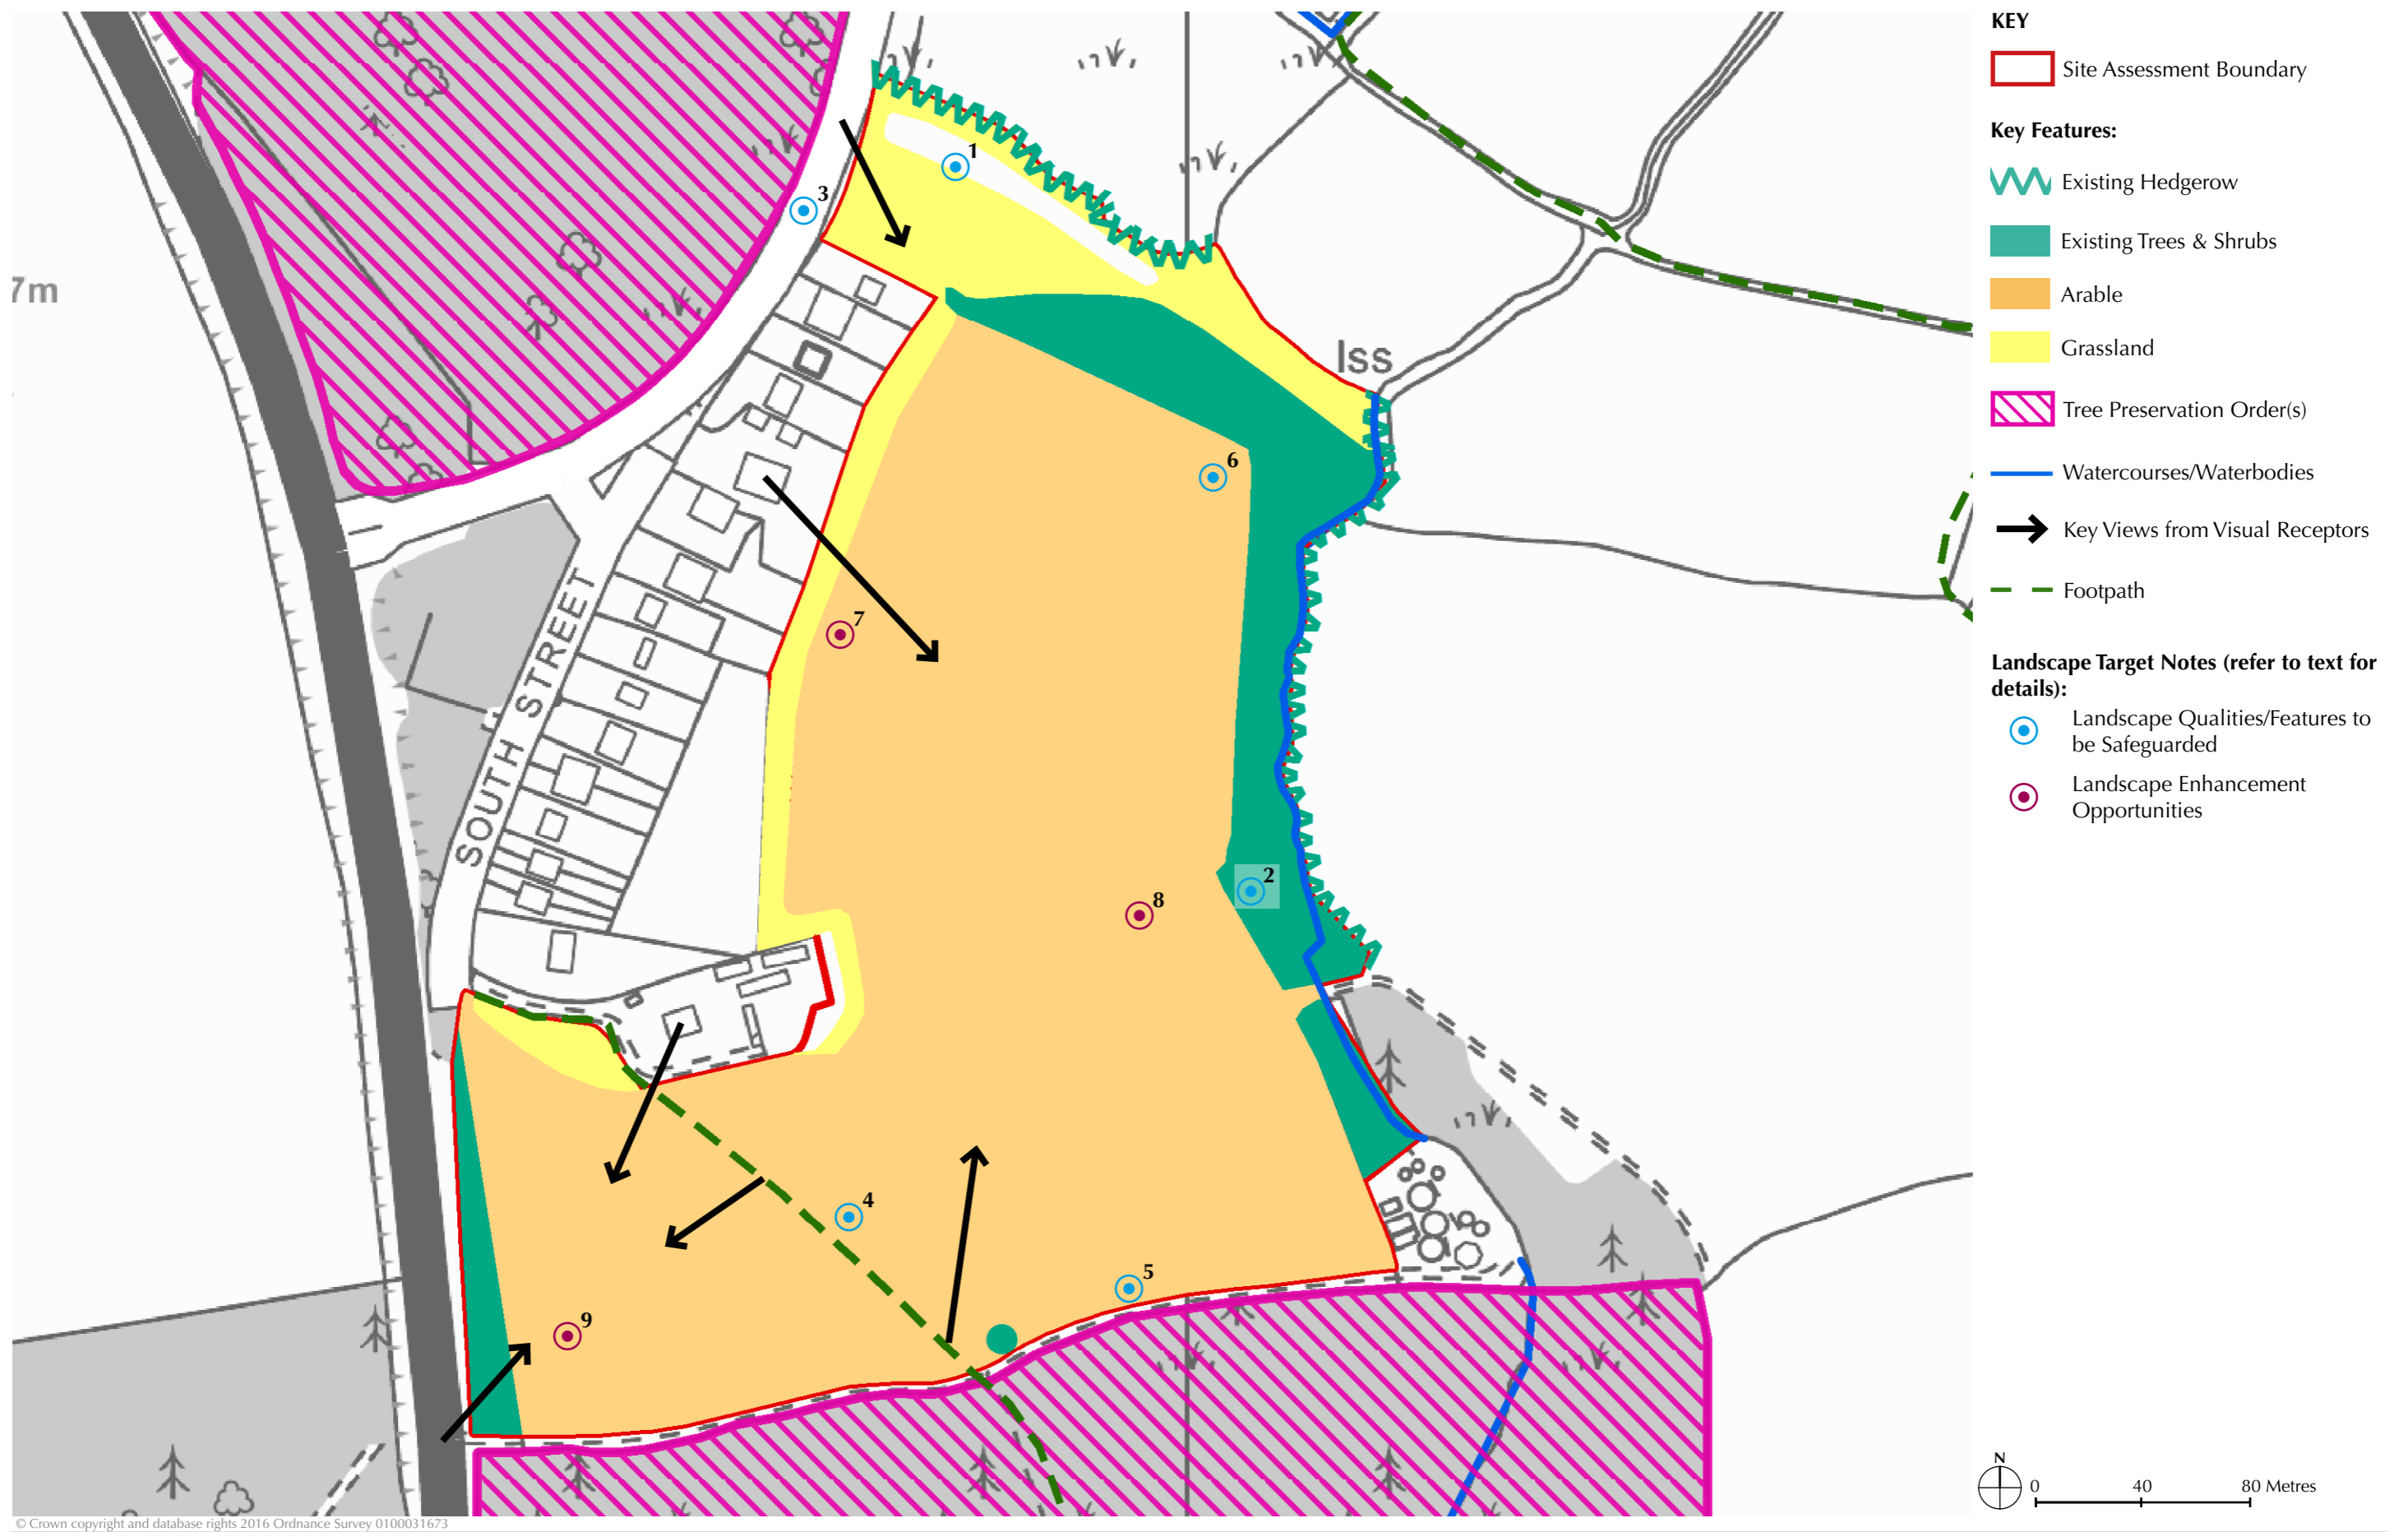 7m
Iss
SOUTH STREET
1
3
6
7
2
8
4
5
9
KEY
Site Assessment Boundary
Key Features:
Existing Hedgerow
Existing Trees & Shrubs
Arable
Grassland
Tree Preservation Order(s)
Watercourses/Waterbodies
Key Views from Visual Receptors
Footpath
Landscape Target Notes (refer to text for
details):
Landscape Qualities/Features to
be Safeguarded
Landscape Enhancement
Opportunities
N
0 40 80 Metres
© Crown copyright and database rights 2016 Ordnance Survey 0100031673